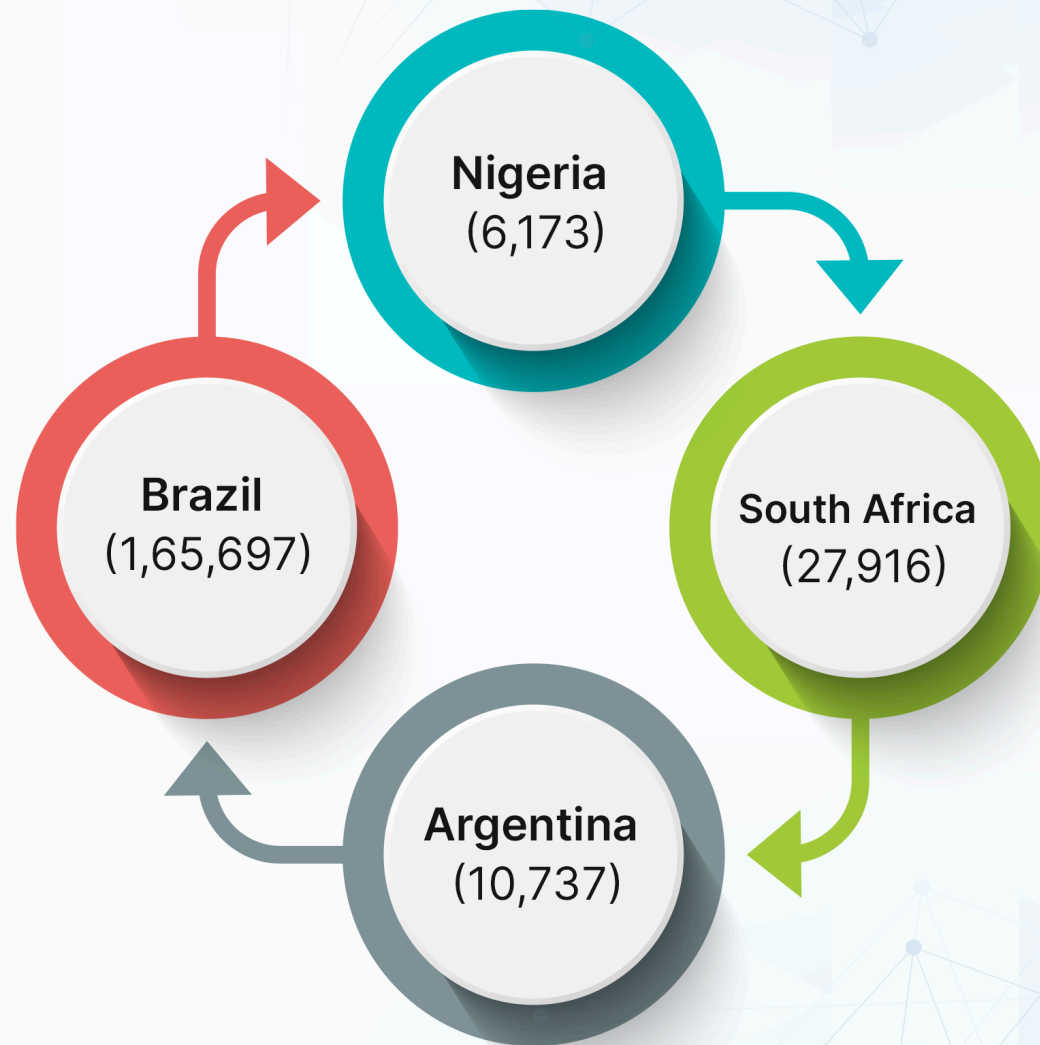 Nigeria
(6,173)
Brazil
(1,65,697)
South Africa
(27,916)
Argentina
(10,737)